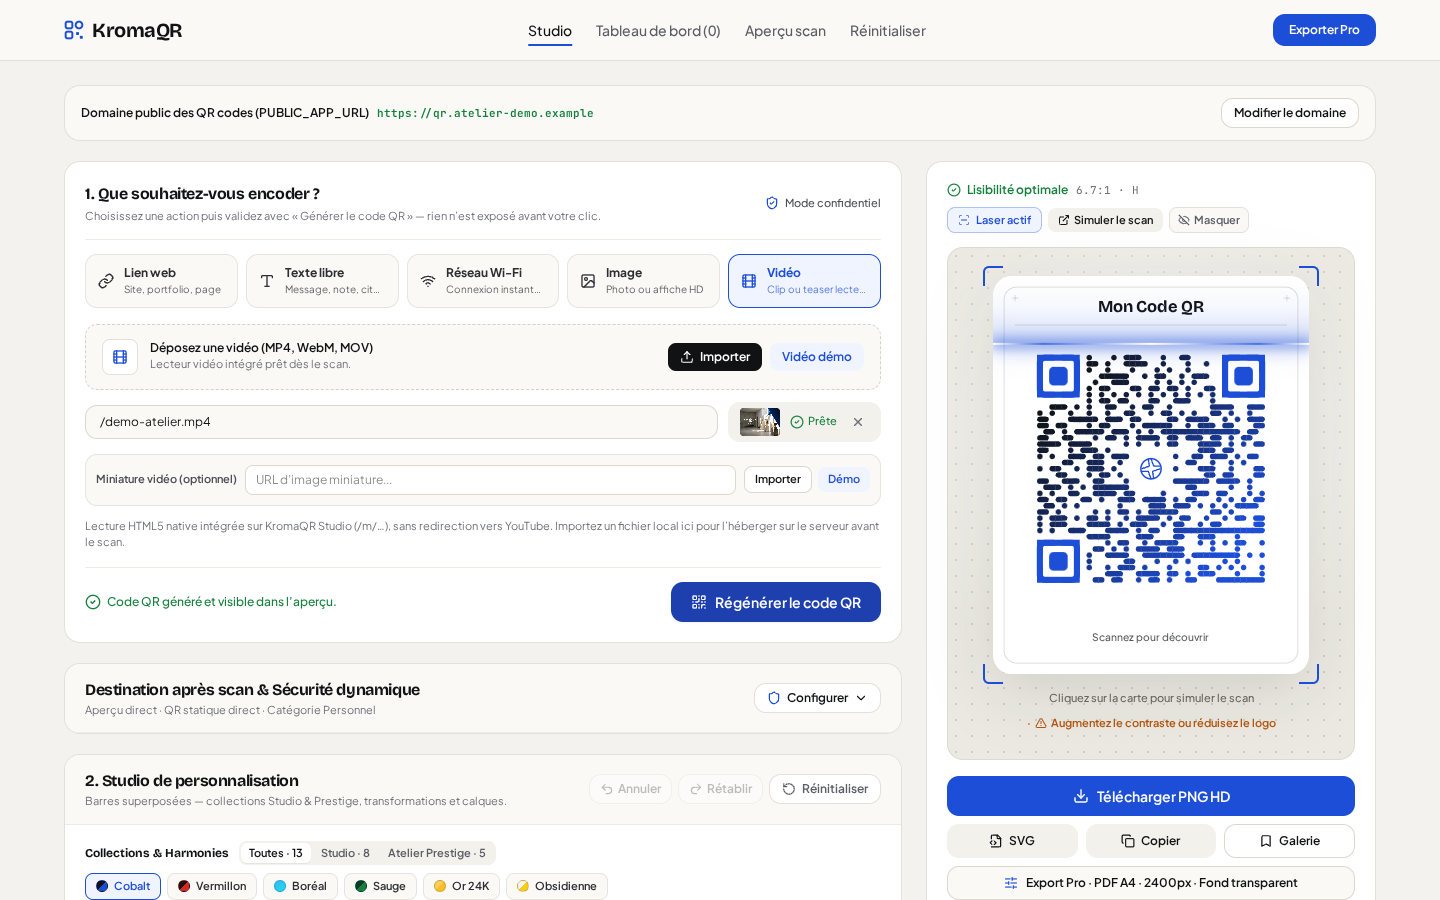 KromaQR
Studio
Tableau de bord (0)
Aperçu scan
Réinitialiser
Exporter Pro
Domaine public des QR codes (PUBLIC_APP_URL) https://qr.atelier-demo.example
Modifier le domaine
1. Que souhaitez-vous encoder ?
Choisissez une action puis validez avec « Générer le code QR » — rien n'est exposé avant votre clic.
Mode confidentiel
Lien web
Site, portfolio, page
Texte libre
Message, note, cit...
Réseau Wi-Fi
Connexion instant...
Image
Photo ou affiche HD
Vidéo
Clip ou teaser lecte...
Déposez une vidéo (MP4, WebM, MOV)
Lecteur vidéo intégré prêt dès le scan.
Importer
Vidéo démo
/demo-atelier.mp4
Prête
Miniature vidéo (optionnel)
URL d'image miniature...
Importer
Démo
Lecture HTML5 native intégrée sur KromaQR Studio (/m/...), sans redirection vers YouTube. Importez un fichier local ici pour l'héberger sur le serveur avant
le scan.
Code QR généré et visible dans l'aperçu.
Régénérer le code QR
Destination après scan & Sécurité dynamique
Aperçu direct · QR statique direct · Catégorie Personnel
Configurer
2. Studio de personnalisation
Barres superposées — collections Studio & Prestige, transformations et calques.
Annuler
Rétablir
Réinitialiser
Collections & Harmonies
Toutes · 13
Studio · 8
Atelier Prestige · 5
Cobalt
Vermillon
Boréal
Sauge
Or 24K
Obsidienne
Lisibilité optimale 6.7:1 · H
Laser actif
Simuler le scan
Masquer
Mon Code QR
Scannez pour découvrir
Cliquez sur la carte pour simuler le scan
· Augmentez le contraste ou réduisez le logo
Télécharger PNG HD
SVG
Copier
Galerie
Export Pro · PDF A4 · 2400px · Fond transparent